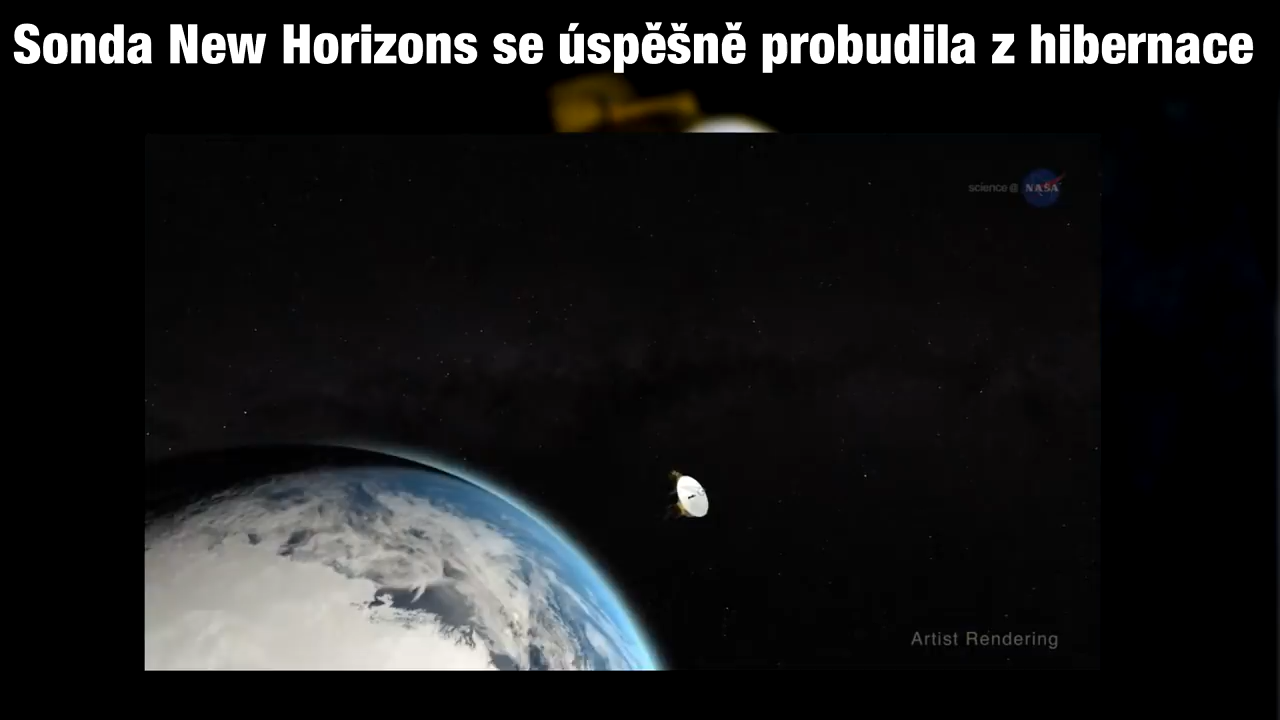 Sonda New Horizons se úspěšně probudila z hibernace
science@ NASA
Artist Rendering